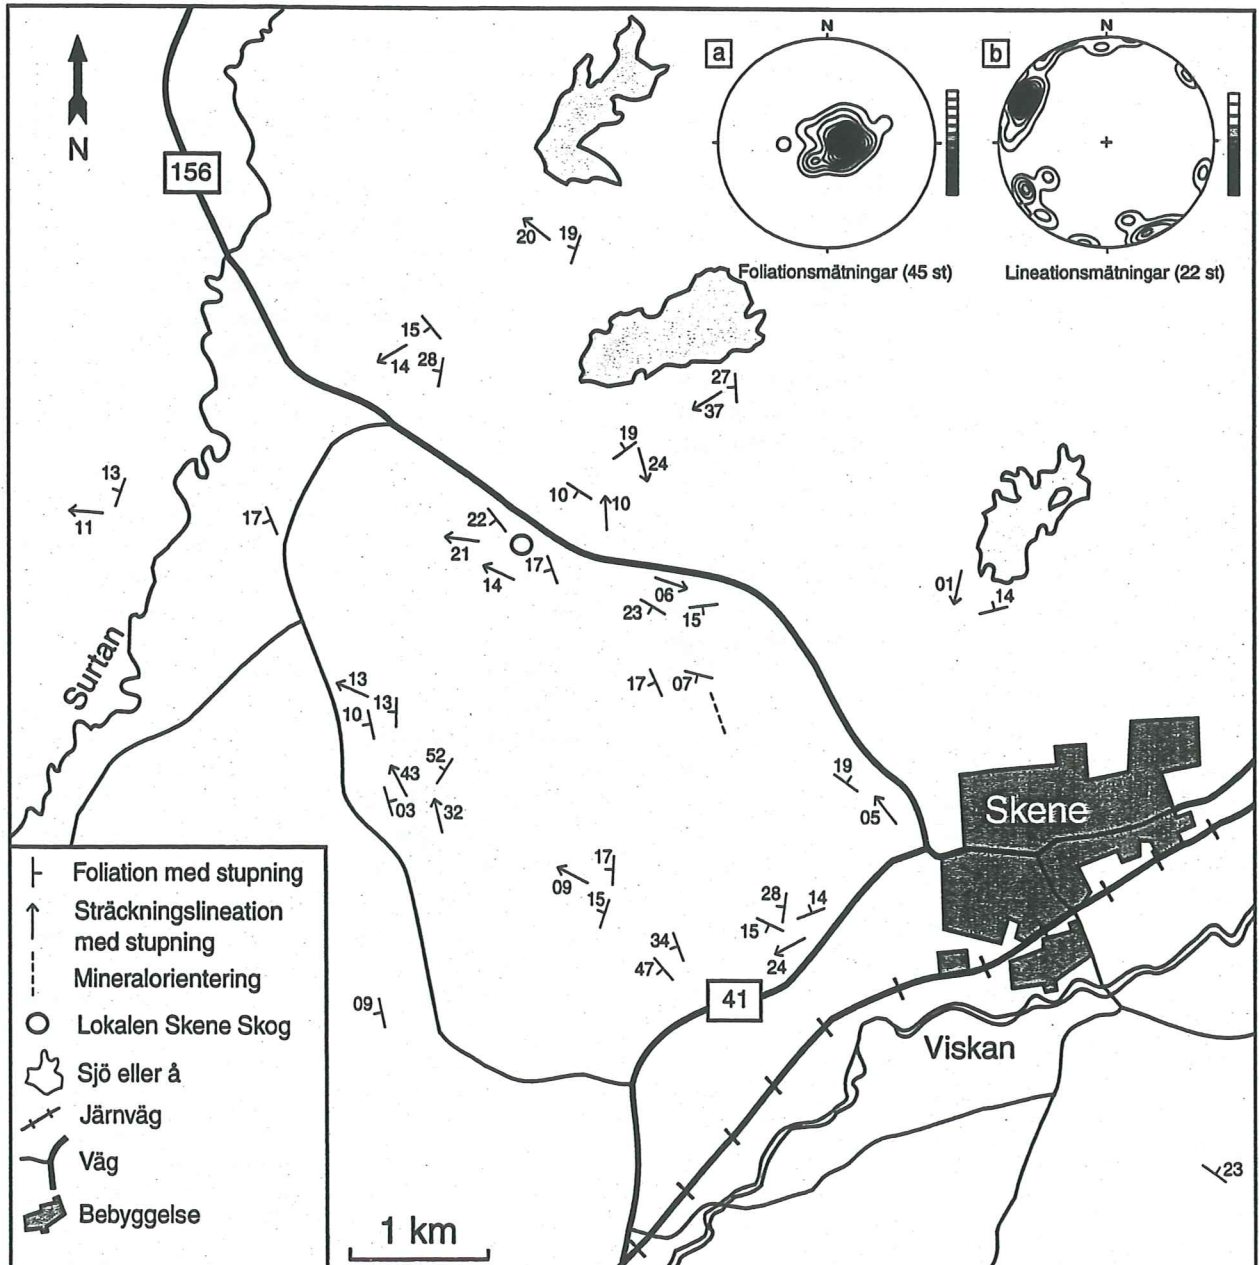 N
156
a
N
b
N
Foliationsmätningar (45 st)
Lineationsmätningar (22 st)
20
19
15
14
28
27
37
19
24
10
10
13
11
17
22
21
14
17
06
23
15
01
14
Surtan
17
07
13
13
10
52
43
03
32
19
05
Skene
17
09
15
28
14
15
24
34
47
41
09
Viskan
23
Foliation med stupning
Sträckningslineation
med stupning
Mineralorientering
Lokalen Skene Skog
Sjö eller å
Järnväg
Väg
Bebyggelse
1 km